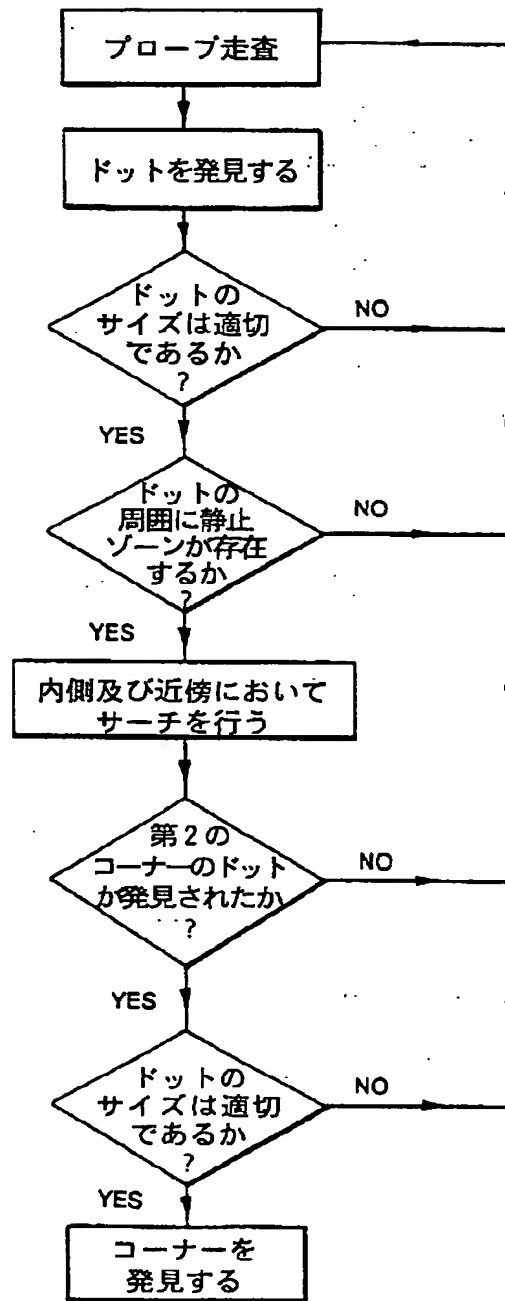 プローブ走査
ドットを発見する
ドットの
サイズは適切
であるか
?
NO
YES
ドットの
周囲に静止
ゾーンが存在
するか
?
NO
YES
内側及び近傍において
サーチを行う
第2の
コーナーのドット
が発見されたか
?
NO
YES
ドットの
サイズは適切
であるか
?
NO
YES
コーナーを
発見する